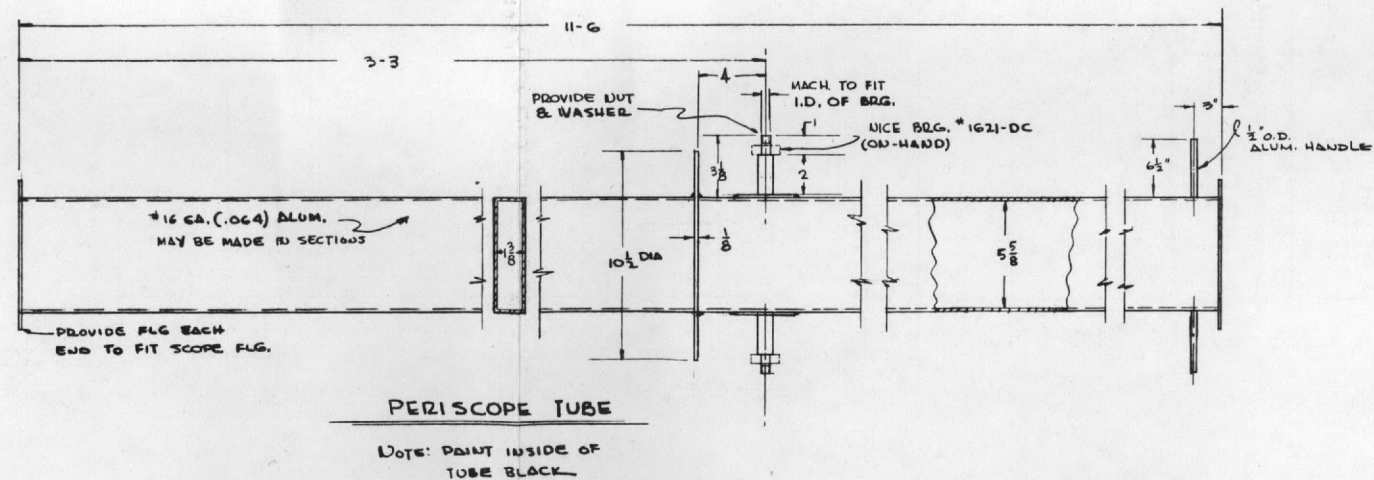 11-6
3-3
4
MACH. TO FIT
I.D. OF BRG.
PROVIDE NUT
& WASHER
1
NICE BRG. #1621-DC
(ON-HAND)
3"
1/2" O.D.
ALUM. HANDLE
6 1/2"
3 1/8
2
#16 GA. (.064) ALUM.
MAY BE MADE IN SECTIONS
1 3/8
10 1/2 DIA
1/8
5 5/8
PROVIDE FLG EACH
END TO FIT SCOPE FLG.
PERISCOPE TUBE
NOTE: PAINT INSIDE OF
TUBE BLACK